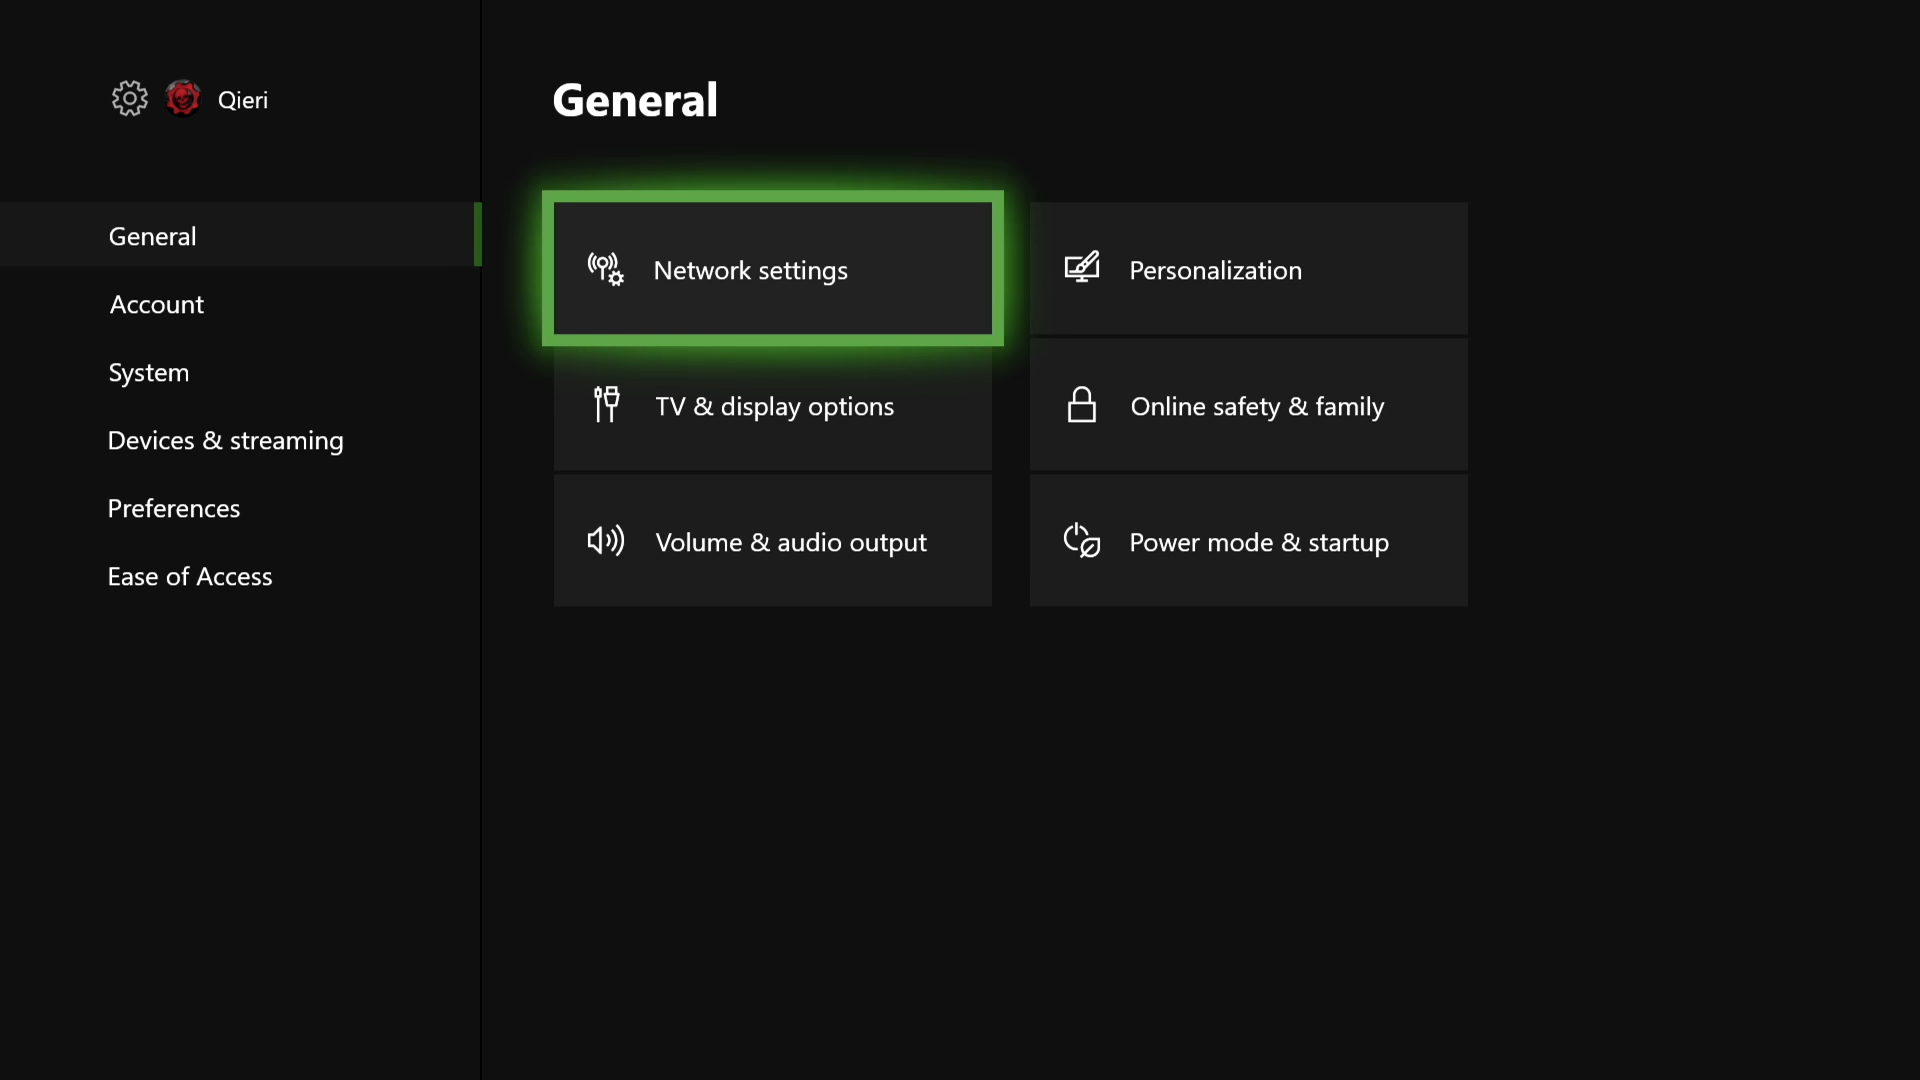 Qieri
General
Account
System
Devices & streaming
Preferences
Ease of Access
General
Network settings
Personalization
TV & display options
Online safety & family
Volume & audio output
Power mode & startup